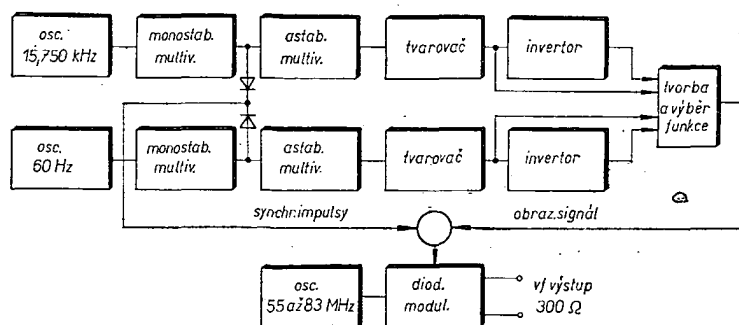 osc.
15,750 kHz
monostab.
multiv.
astab.
multiv.
tvarovač
invertor
tvorba
a výběr
funkce
osc.
60 Hz
monostab.
multiv.
astab.
multiv.
tvarovač
invertor
synchr. impulsy
obraz. signál
osc.
55 až 83 MHz
diod.
modul.
vf výstup
300 Ω